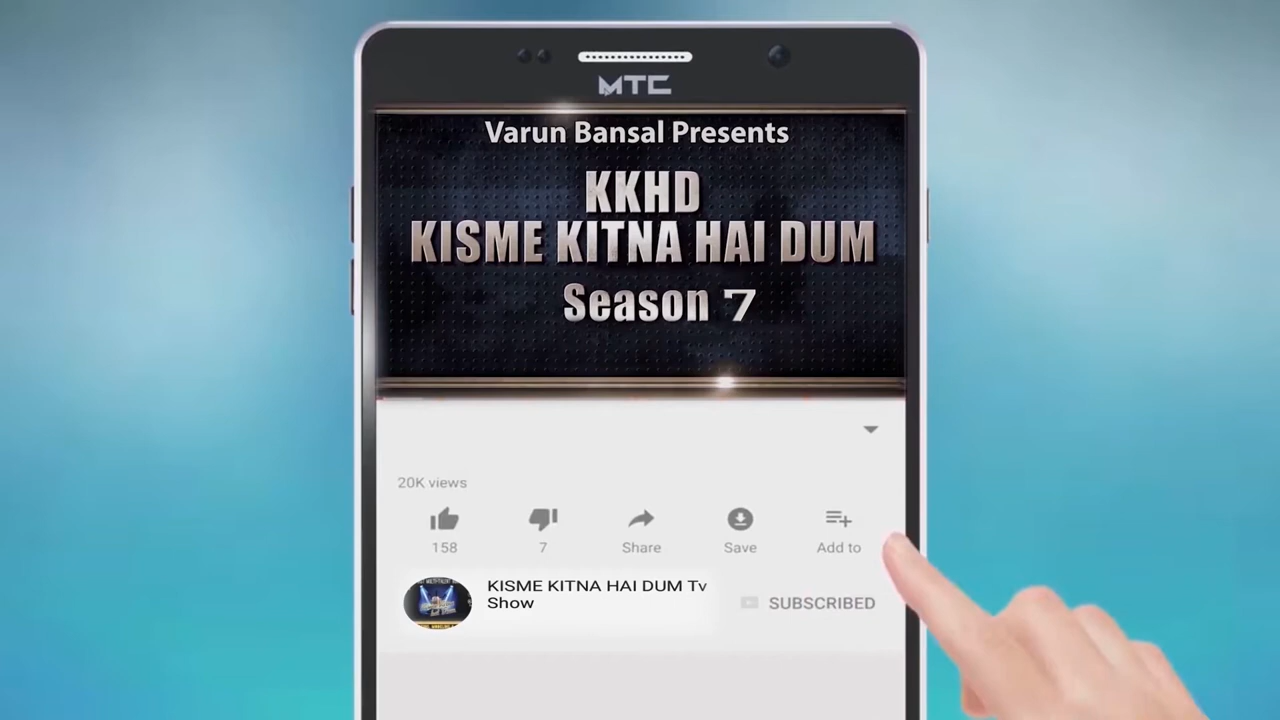 MTC
Varun Bansal Presents
KKHD
KISME KITNA HAI DUM
Season 7
20K views
158
7
Share
Save
Add to
KISME KITNA HAI DUM Tv
Show
SUBSCRIBED